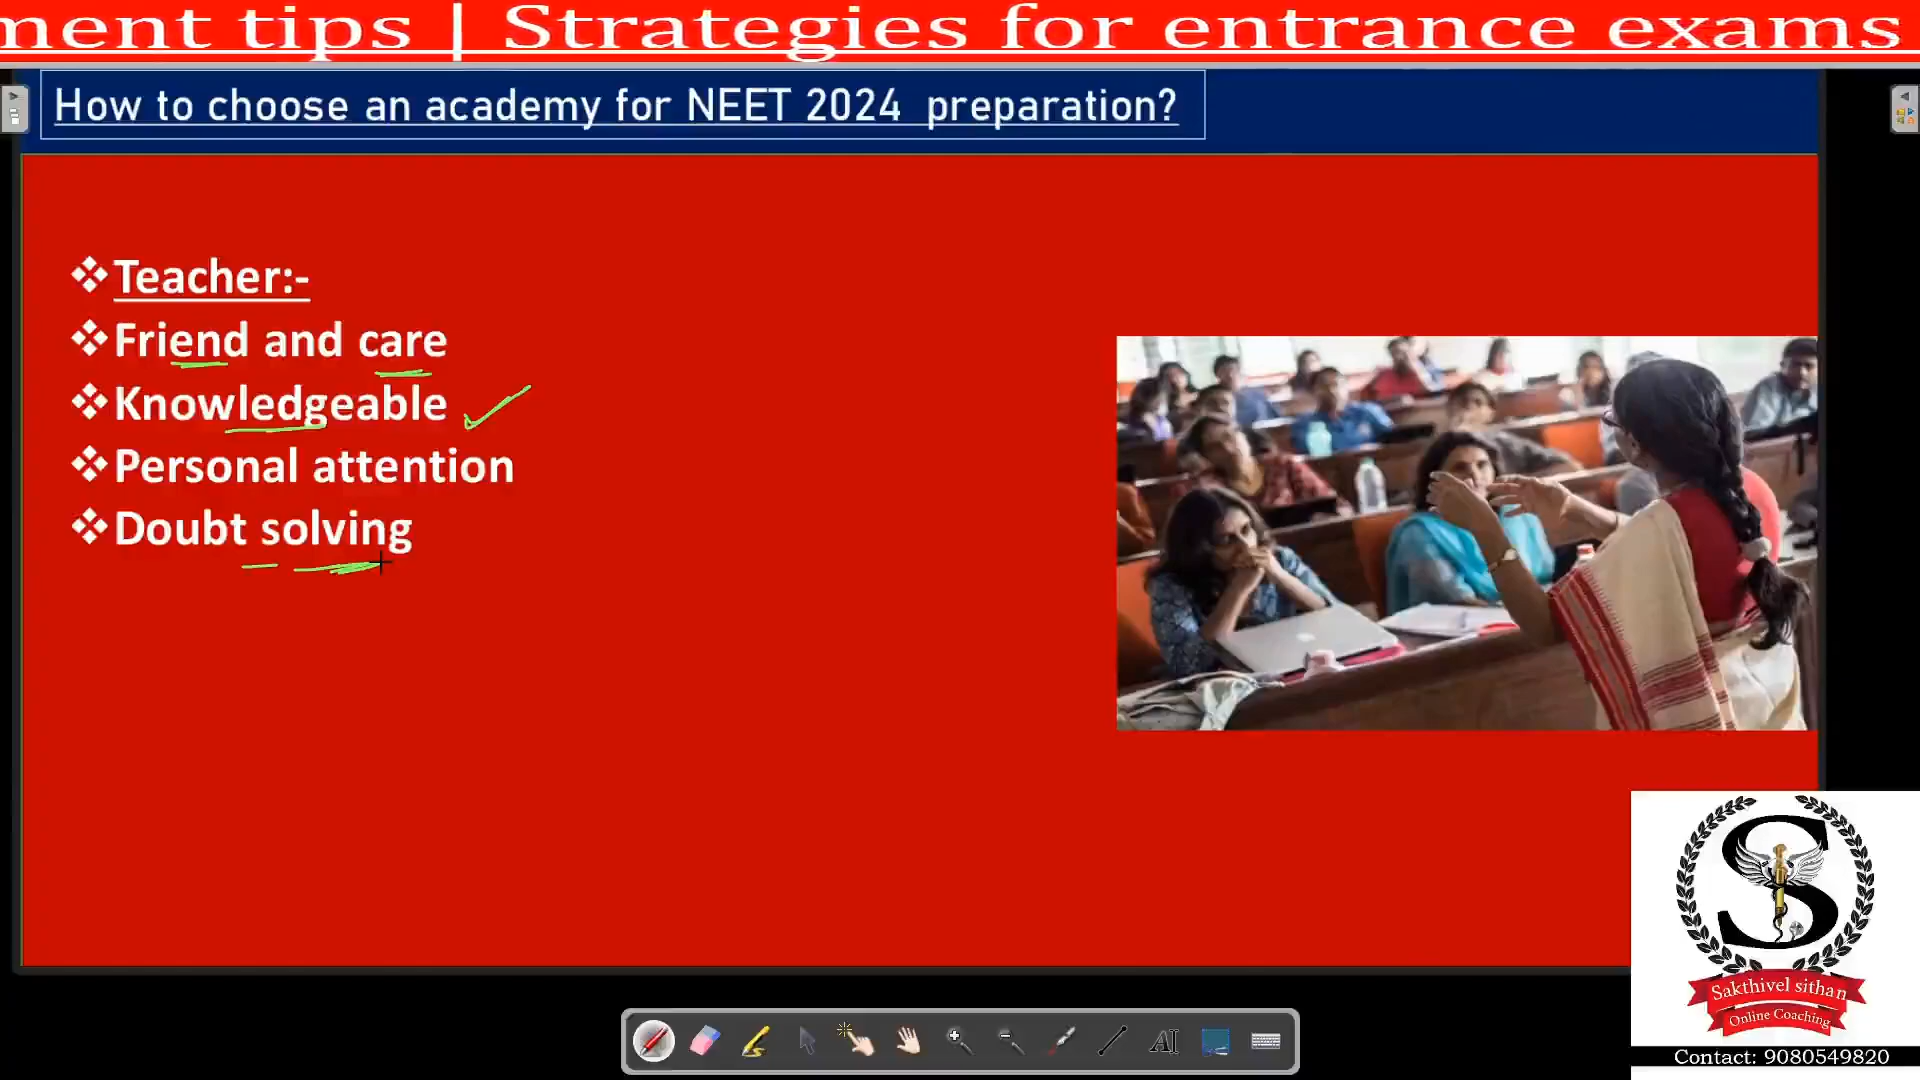 ment tips | Strategies for entrance exams
How to choose an academy for NEET 2024 preparation?
Teacher:-
Friend and care
Knowledgeable
Personal attention
Doubt solving
S
Sakthivel sithan
Online Coaching
Contact: 9080549820
AI